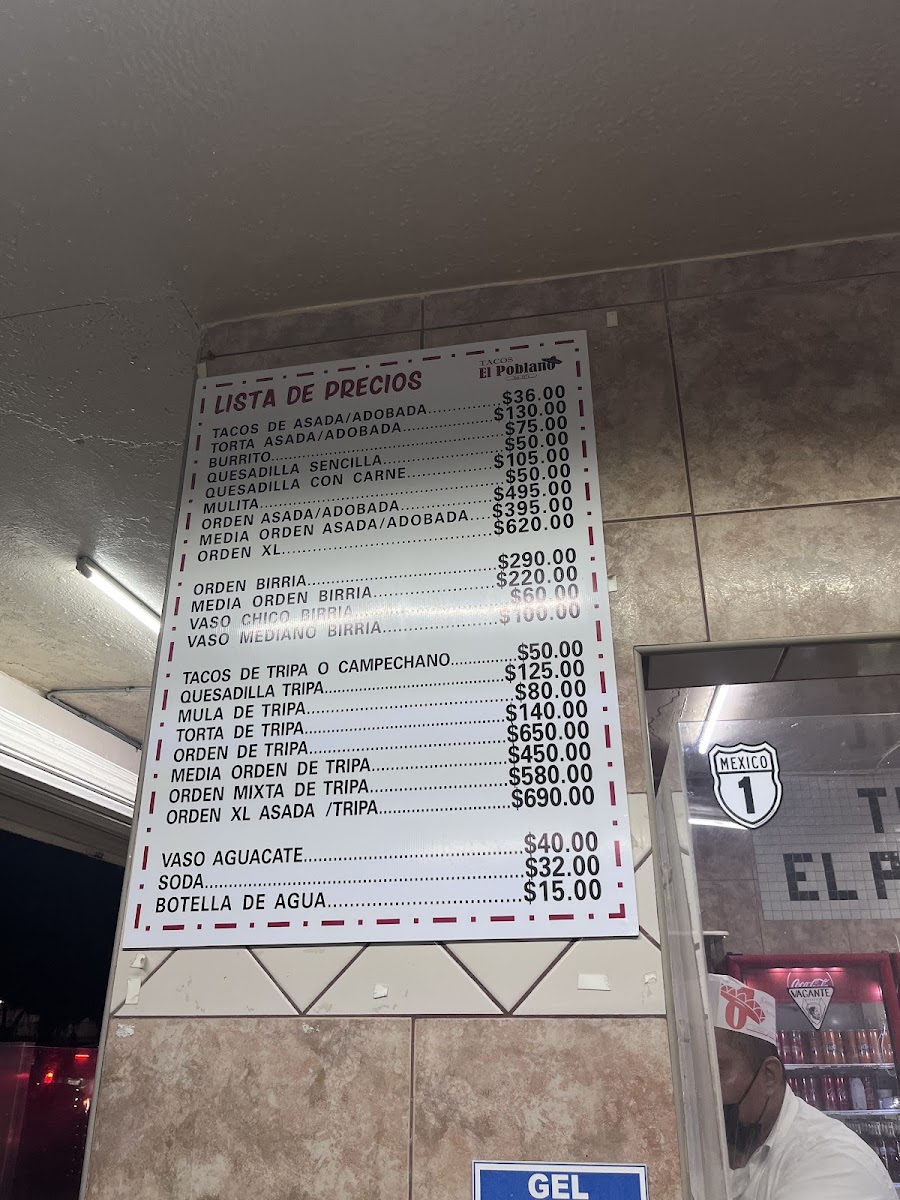 TACOS
El Poblano
LISTA DE PRECIOS
TACOS DE ASADA/ADOBADA..............$36.00
TORTA ASADA/ADOBADA..................$130.00
BURRITO..............................................$75.00
QUESADILLA SENCILLA.......................$50.00
QUESADILLA CON CARNE.................$105.00
MULITA................................................$50.00
ORDEN ASADA/ADOBADA.................$495.00
MEDIA ORDEN ASADA/ADOBADA....$395.00
ORDEN XL..........................................$620.00
ORDEN BIRRIA...................................$290.00
MEDIA ORDEN BIRRIA.......................$220.00
VASO CHICO BIRRIA............................$60.00
VASO MEDIANO BIRRIA.....................$100.00
TACOS DE TRIPA O CAMPECHANO...........$50.00
QUESADILLA TRIPA.............................$125.00
MULA DE TRIPA...................................$80.00
TORTA DE TRIPA.................................$140.00
ORDEN DE TRIPA.................................$650.00
MEDIA ORDEN DE TRIPA.....................$450.00
ORDEN MIXTA DE TRIPA.....................$580.00
ORDEN XL ASADA /TRIPA...................$690.00
VASO AGUACATE....................................$40.00
SODA.....................................................$32.00
BOTELLA DE AGUA................................$15.00
MEXICO
1
EL P
Coca-Cola
VACANTE
GEL